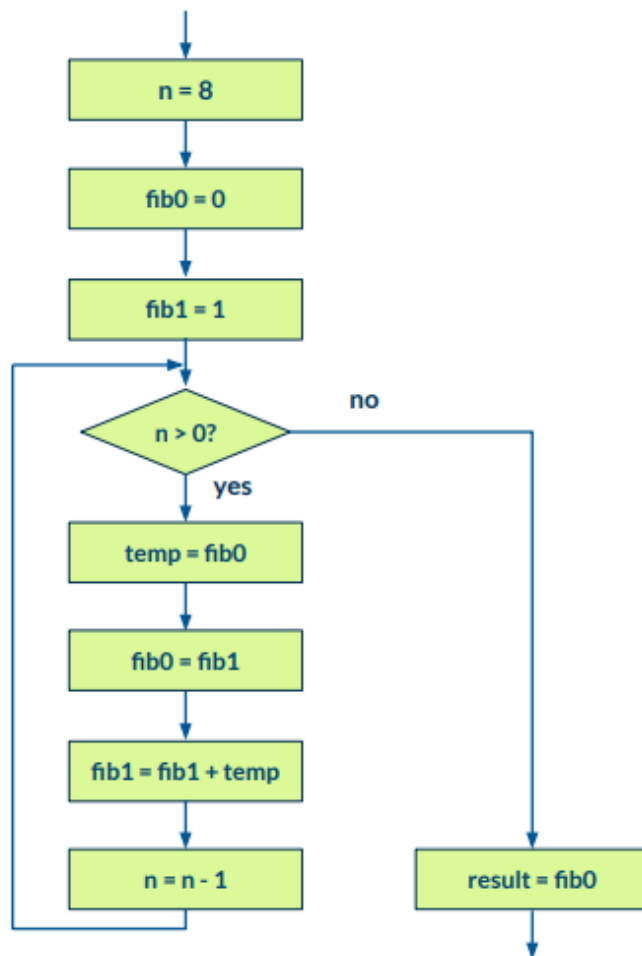 n = 8
fib0 = 0
fib1 = 1
n > 0?
no
yes
temp = fib0
fib0 = fib1
fib1 = fib1 + temp
n = n - 1
result = fib0